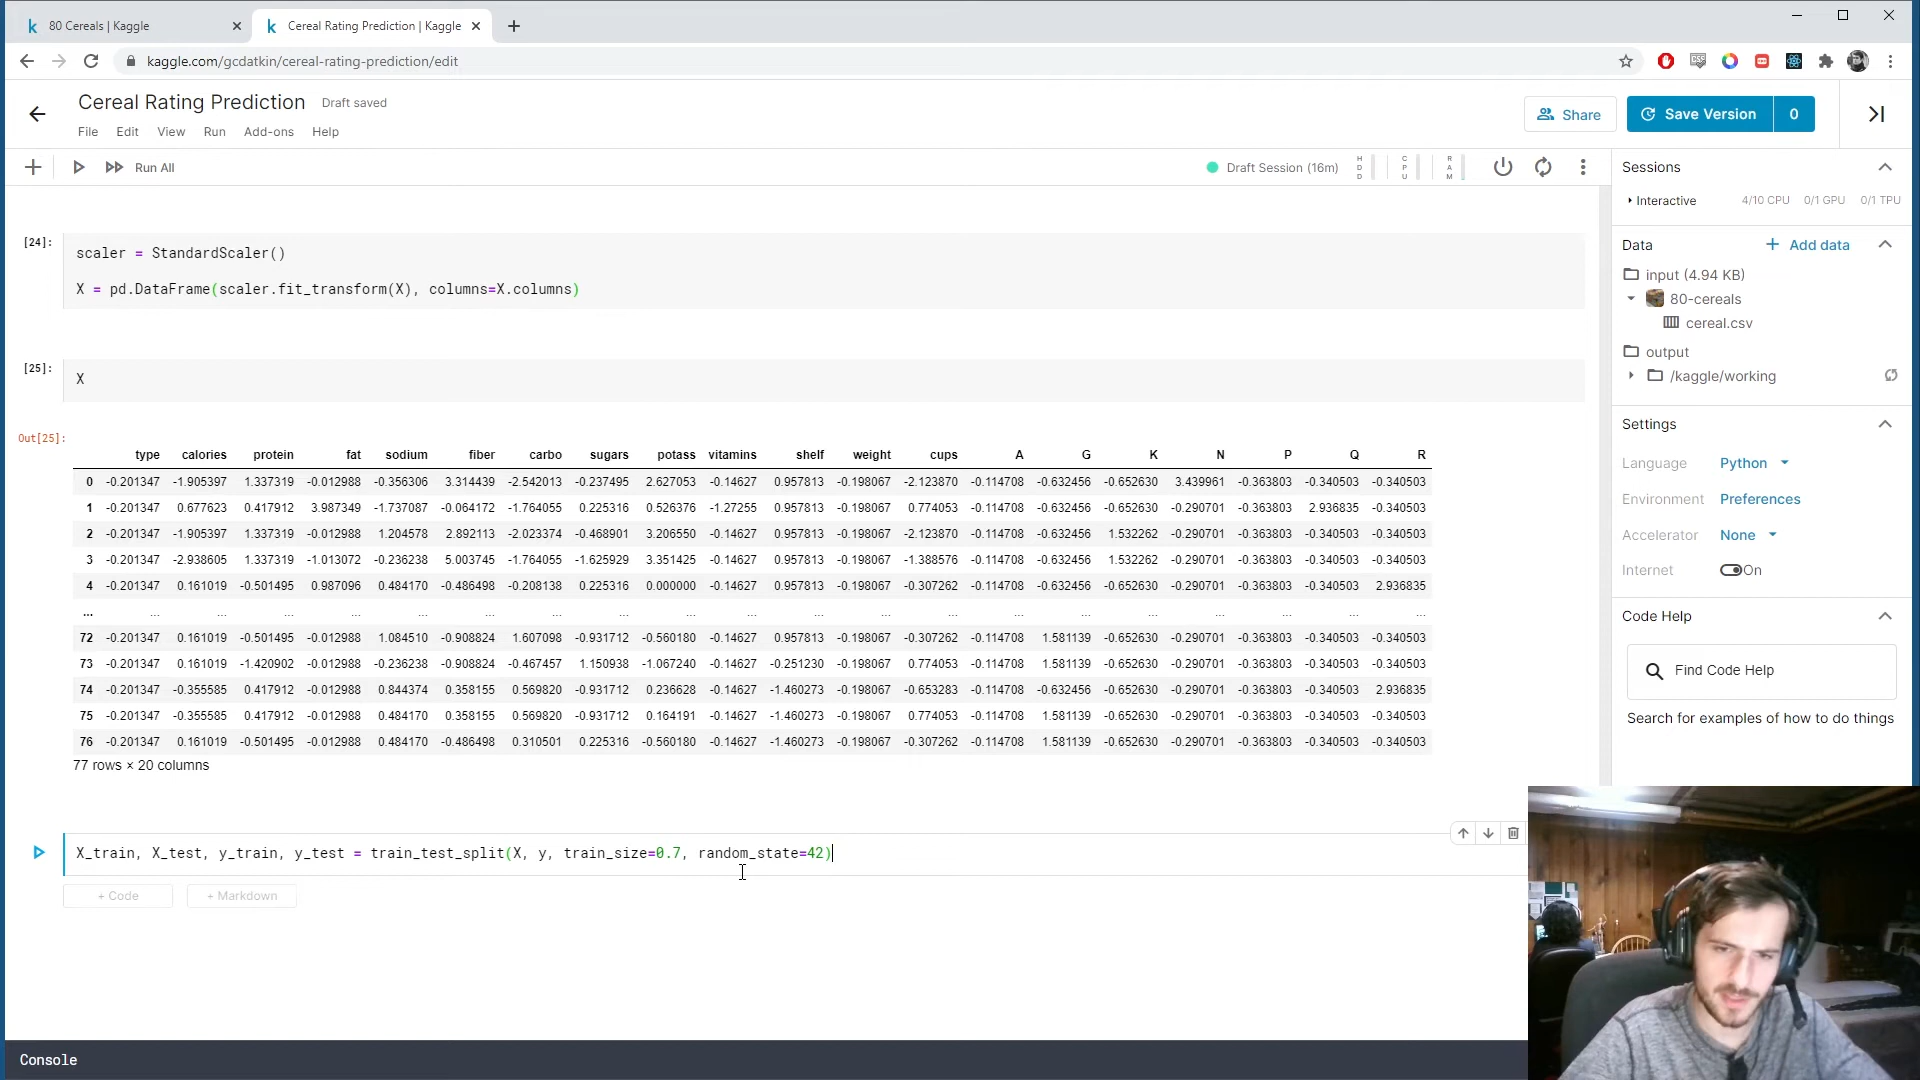 80 Cereals | Kaggle
Cereal Rating Prediction | Kaggle
kaggle.com/gcdatkin/cereal-rating-prediction/edit
Cereal Rating Prediction Draft saved
File Edit View Run Add-ons Help
Share
Save Version 0
Run All
Draft Session (16m) HDD CPU RAM
[24]:
scaler = StandardScaler()
X = pd.DataFrame(scaler.fit_transform(X), columns=X.columns)
[25]:
X
Out[25]:
type calories protein fat sodium fiber carbo sugars potass vitamins shelf weight cups A G K N P Q R
0 -0.201347 -1.905397 1.337319 -0.012988 -0.356306 3.314439 -2.542013 -0.237495 2.627053 -0.14627 0.957813 -0.198067 -2.123870 -0.114708 -0.632456 -0.652630 3.439961 -0.363803 -0.340503 -0.340503
1 -0.201347 0.677623 0.417912 3.987349 -1.737087 -0.064172 -1.764055 0.225316 0.526376 -1.27255 0.957813 -0.198067 0.774053 -0.114708 -0.632456 -0.652630 -0.290701 -0.363803 2.936835 -0.340503
2 -0.201347 -1.905397 1.337319 -0.012988 1.204578 2.892113 -2.023374 -0.468901 3.206550 -0.14627 0.957813 -0.198067 -2.123870 -0.114708 -0.632456 1.532262 -0.290701 -0.363803 -0.340503 -0.340503
3 -0.201347 -2.938605 1.337319 -1.013072 -0.236238 5.003745 -1.764055 -1.625929 3.351425 -0.14627 0.957813 -0.198067 -1.388576 -0.114708 -0.632456 1.532262 -0.290701 -0.363803 -0.340503 -0.340503
4 -0.201347 0.161019 -0.501495 0.987096 0.484170 -0.486498 -0.208138 0.225316 0.000000 -0.14627 0.957813 -0.198067 -0.307262 -0.114708 -0.632456 -0.652630 -0.290701 -0.363803 -0.340503 2.936835
... ... ... ... ... ... ... ... ... ... ... ... ... ... ... ... ... ... ... ... ...
72 -0.201347 0.161019 -0.501495 -0.012988 1.084510 -0.908824 1.607098 -0.931712 -0.560180 -0.14627 0.957813 -0.198067 -0.307262 -0.114708 1.581139 -0.652630 -0.290701 -0.363803 -0.340503 -0.340503
73 -0.201347 0.161019 -1.420902 -0.012988 -0.236238 -0.908824 -0.467457 1.150938 -1.067240 -0.14627 -0.251230 -0.198067 0.774053 -0.114708 1.581139 -0.652630 -0.290701 -0.363803 -0.340503 -0.340503
74 -0.201347 -0.355585 0.417912 -0.012988 0.844374 0.358155 0.569820 -0.931712 0.236628 -0.14627 -1.460273 -0.198067 -0.653283 -0.114708 -0.632456 -0.652630 -0.290701 -0.363803 -0.340503 2.936835
75 -0.201347 -0.355585 0.417912 -0.012988 0.484170 0.358155 0.569820 -0.931712 0.164191 -0.14627 -1.460273 -0.198067 0.774053 -0.114708 1.581139 -0.652630 -0.290701 -0.363803 -0.340503 -0.340503
76 -0.201347 0.161019 -0.501495 -0.012988 0.484170 -0.486498 0.310501 0.225316 -0.560180 -0.14627 -1.460273 -0.198067 -0.307262 -0.114708 1.581139 -0.652630 -0.290701 -0.363803 -0.340503 -0.340503
77 rows × 20 columns
X_train, X_test, y_train, y_test = train_test_split(X, y, train_size=0.7, random_state=42)
+ Code + Markdown
Console
Sessions
Interactive 4/10 CPU 0/1 GPU 0/1 TPU
Data + Add data
input (4.94 KB)
80-cereals
cereal.csv
output
/kaggle/working
Settings
Language Python
Environment Preferences
Accelerator None
Internet On
Code Help
Find Code Help
Search for examples of how to do things